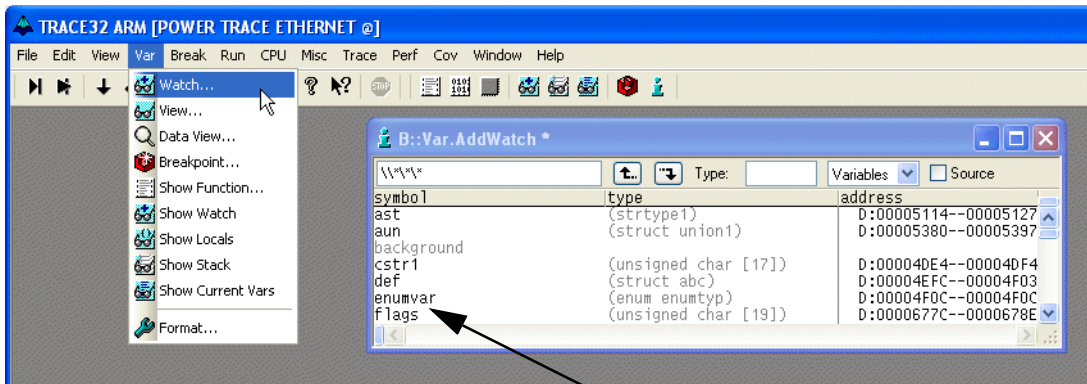 TRACE32 ARM [POWER TRACE ETHERNET @]
File Edit View Var Break Run CPU Misc Trace Perf Cov Window Help
Watch...
View...
Data View...
Breakpoint...
Show Function...
Show Watch
Show Locals
Show Stack
Show Current Vars
Format...
STOP
B::Var.AddWatch *
\\*\*\* Type: Variables Source
symbol type address
ast (strtype1) D:00005114--00005127
aun (struct union1) D:00005380--00005397
background
cstr1 (unsigned char [17]) D:00004DE4--00004DF4
def (struct abc) D:00004EFC--00004F03
enumvar (enum enumtyp) D:00004F0C--00004F0C
flags (unsigned char [19]) D:0000677C--0000678E